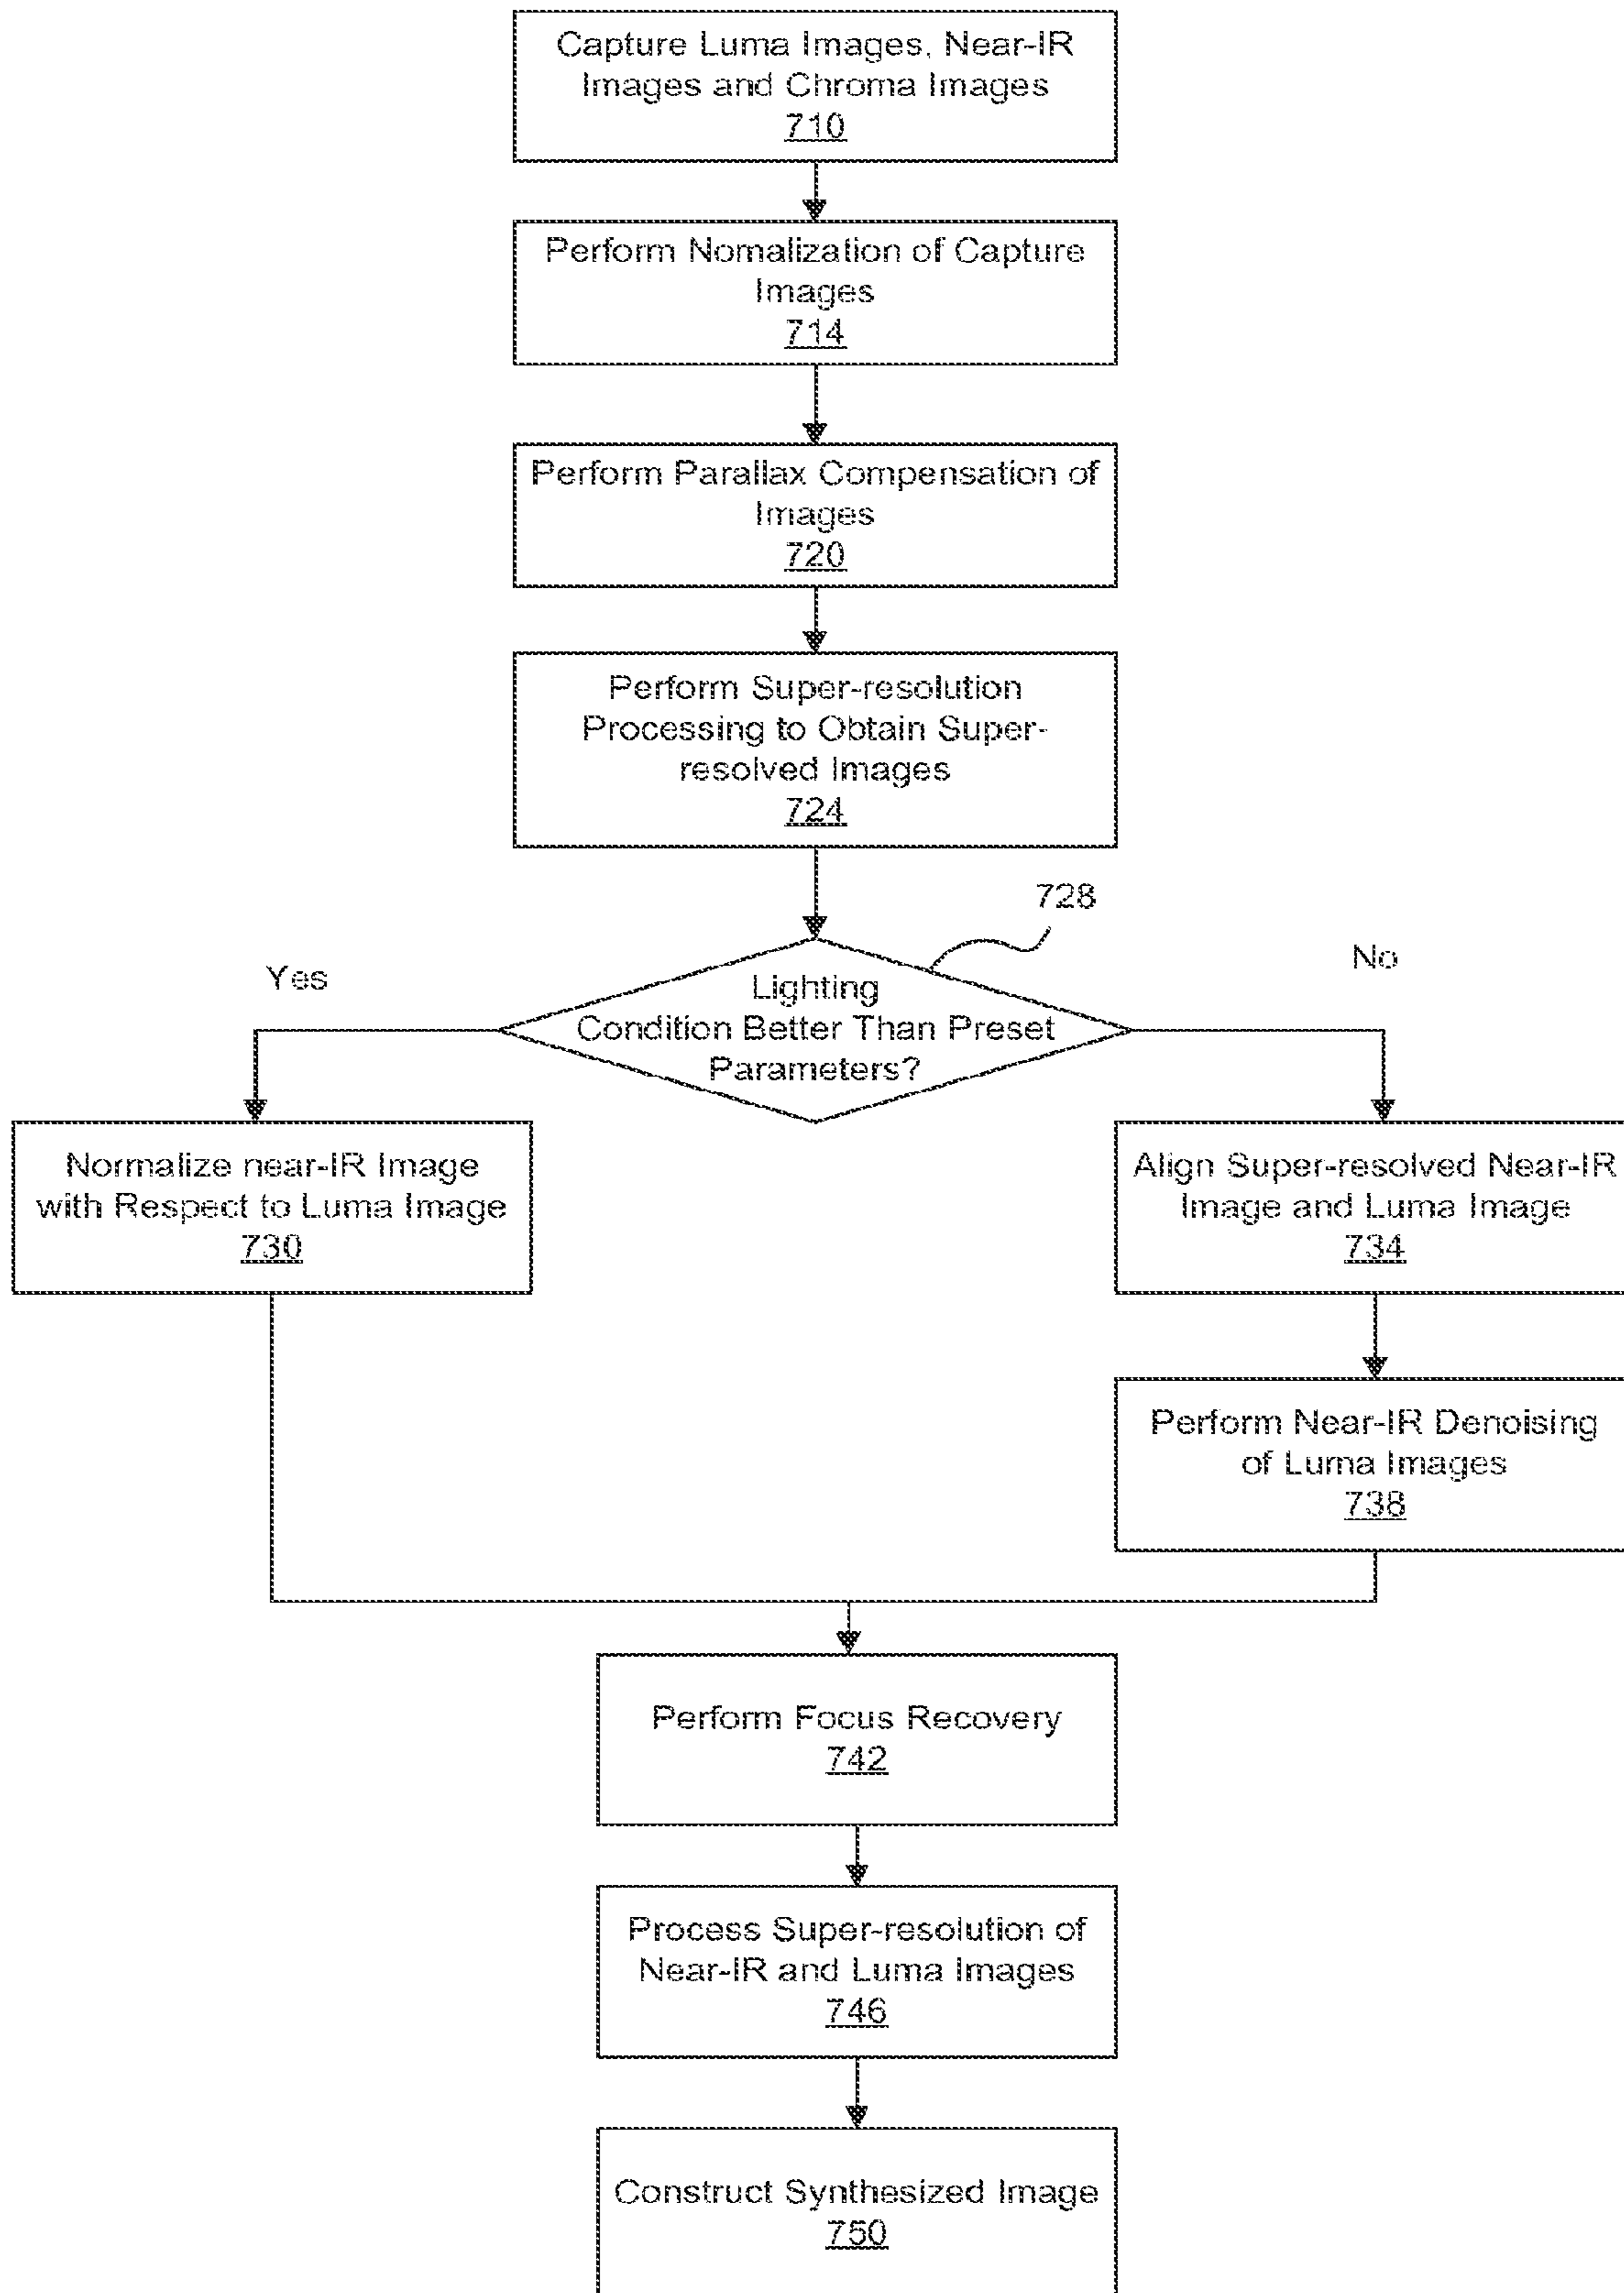 Capture Luma Images, Near-IR
Images and Chroma Images
710
Perform Nomalization of Capture
Images
714
Perform Parallax Compensation of
Images
720
Perform Super-resolution
Processing to Obtain Super-
resolved Images
724
728
Yes
No
Lighting
Condition Better Than Preset
Parameters?
Normalize near-IR Image
with Respect to Luma Image
730
Align Super-resolved Near-IR
Image and Luma Image
734
Perform Near-IR Denoising
of Luma Images
738
Perform Focus Recovery
742
Process Super-resolution of
Near-IR and Luma Images
746
Construct Synthesized Image
750